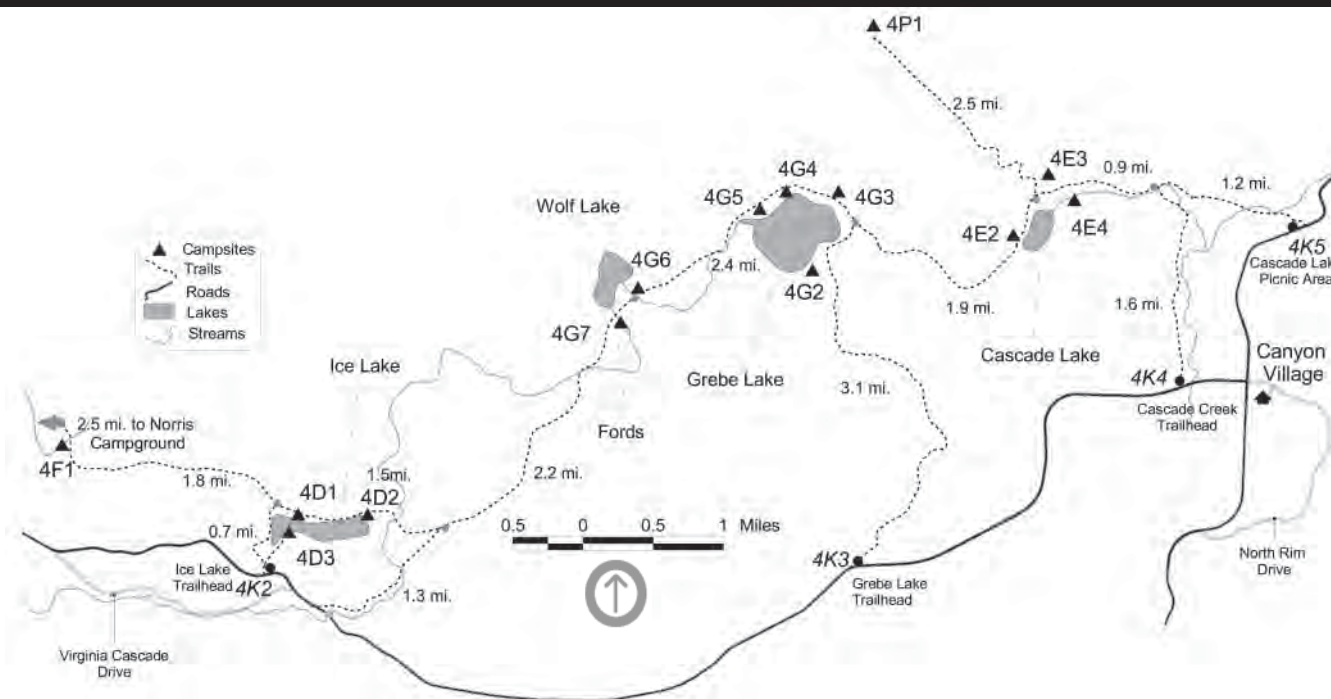 4P1
2.5 mi.
4E3
4G4
0.9 mi.
4G5
4G3
1.2 mi.
Wolf Lake
4E4
4E2
4K5
Cascade Lake
Picnic Area
Campsites
Trails
Roads
Lakes
Streams
4G6
2.4 mi.
4G2
1.9 mi.
1.6 mi.
4G7
Ice Lake
Grebe Lake
Cascade Lake
Canyon
Village
3.1 mi.
4K4
Cascade Creek
Trailhead
2.5 mi. to Norris
Campground
Fords
4F1
1.8 mi.
1.5mi.
2.2 mi.
4D1
4D2
0.5
0
0.5
1
Miles
0.7 mi.
4D3
Ice Lake
Trailhead
4K2
1.3 mi.
4K3
Grebe Lake
Trailhead
North Rim
Drive
Virginia Cascade
Drive